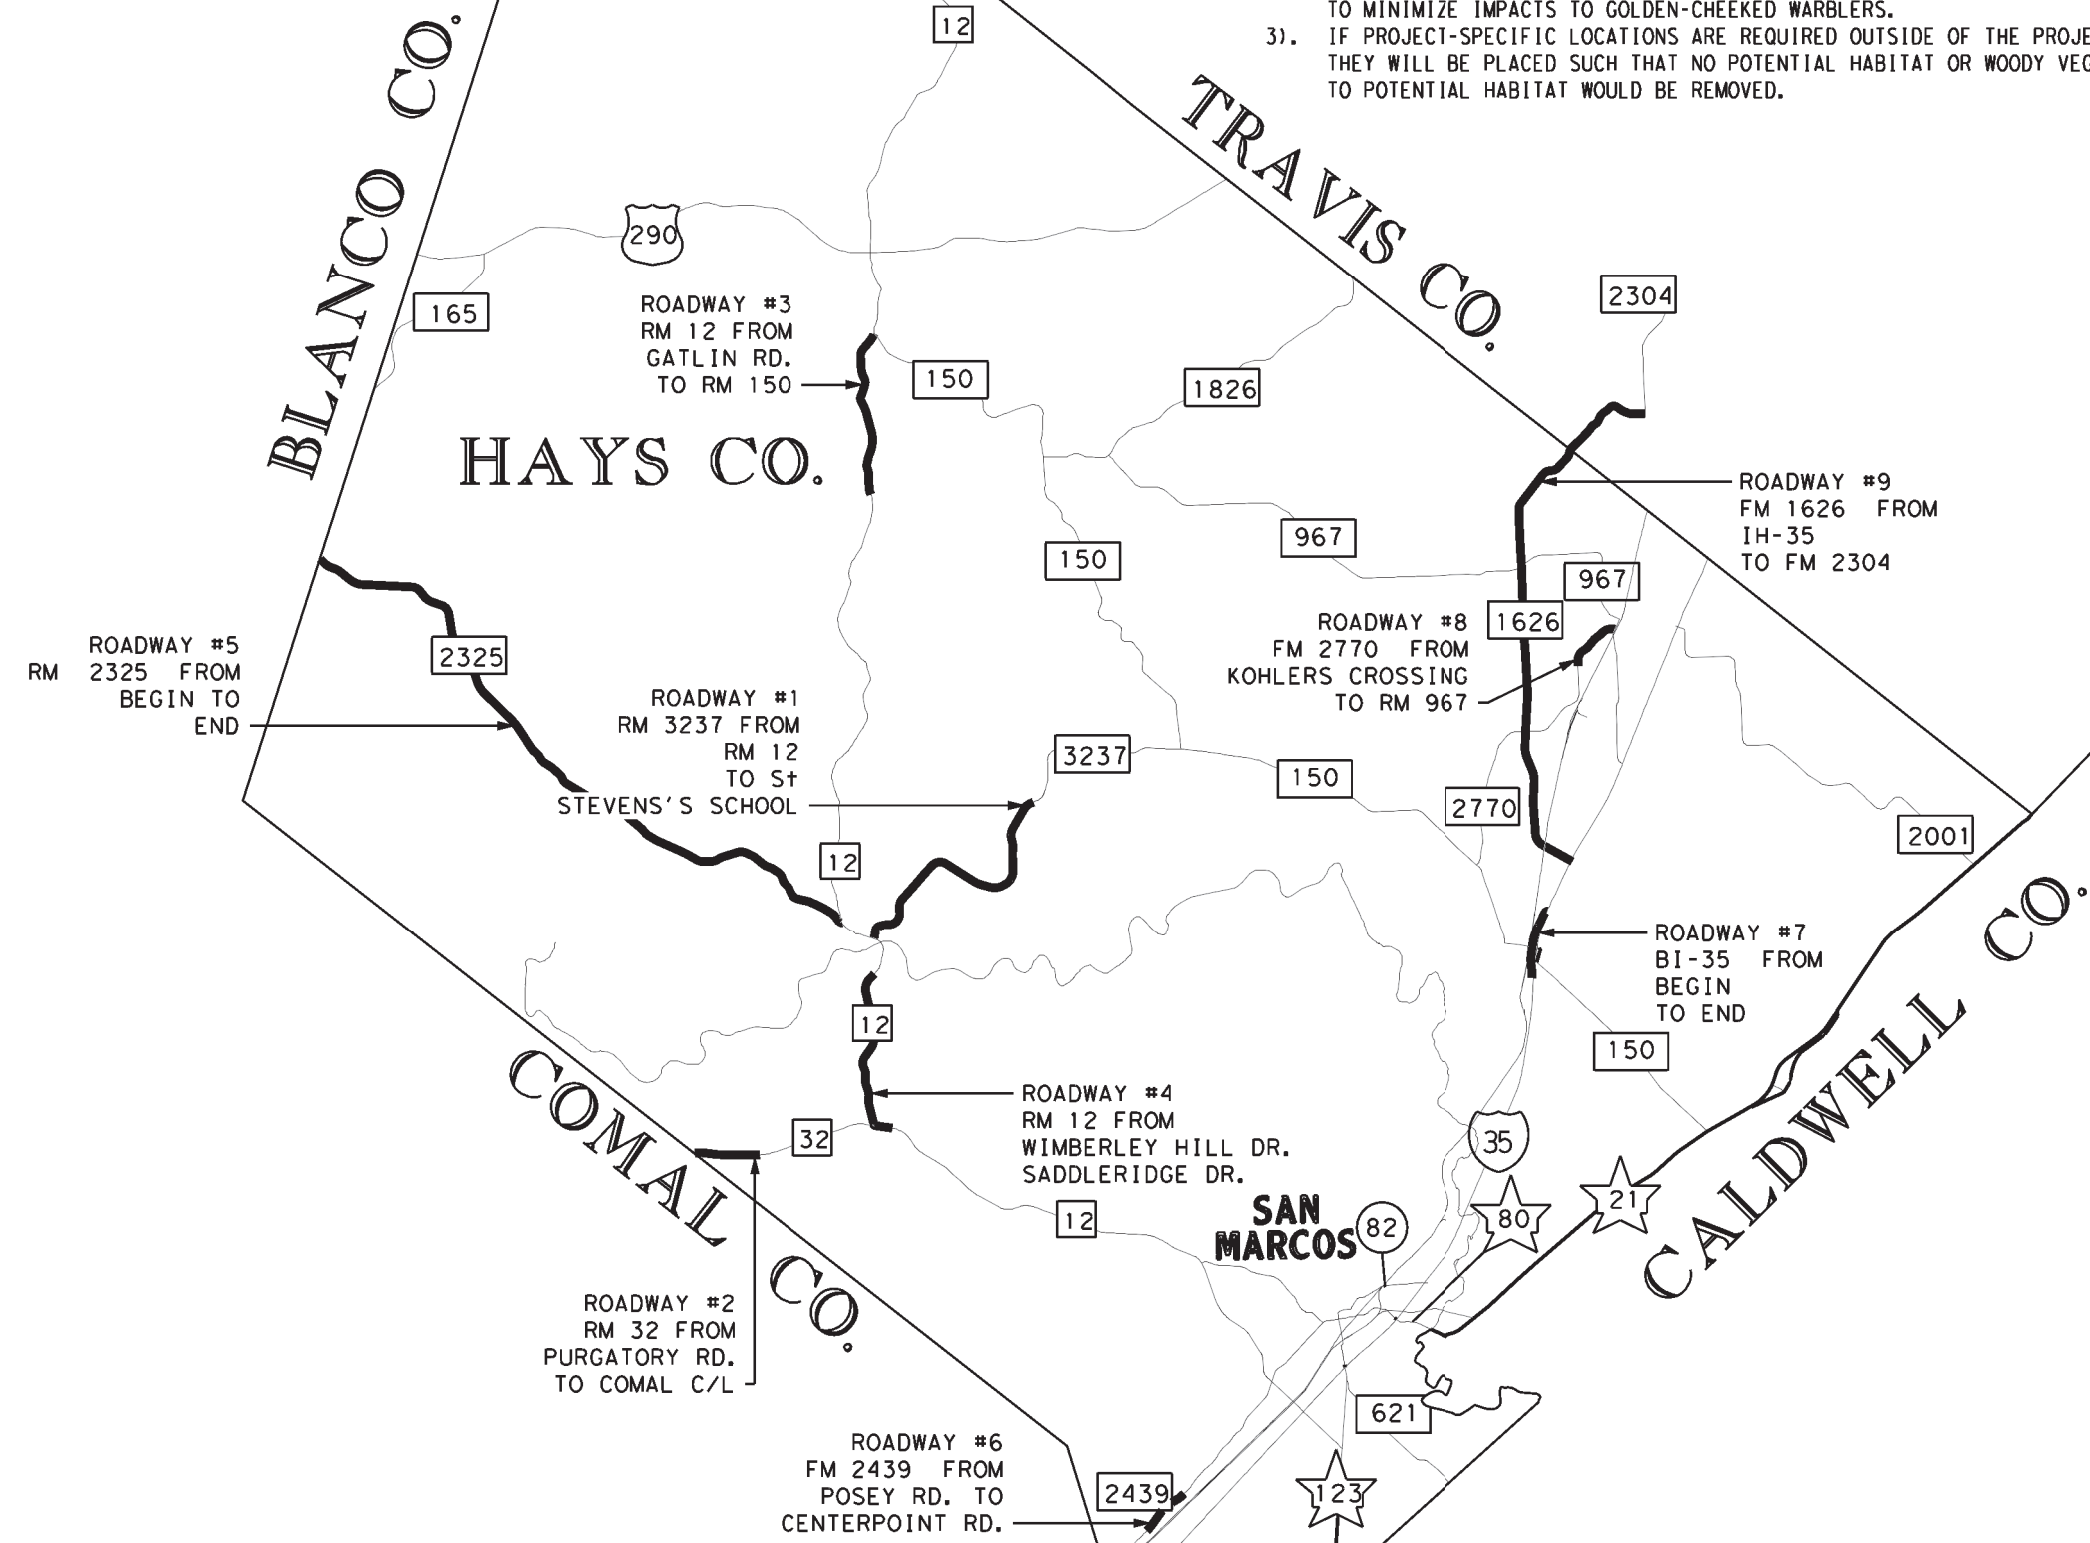 TO MINIMIZE IMPACTS TO GOLDEN-CHEEKED WARBLERS.
3). IF PROJECT-SPECIFIC LOCATIONS ARE REQUIRED OUTSIDE OF THE PROJE
THEY WILL BE PLACED SUCH THAT NO POTENTIAL HABITAT OR WOODY VEG
TO POTENTIAL HABITAT WOULD BE REMOVED.
12
BLANCO CO.
TRAVIS CO.
290
165
2304
ROADWAY #3
RM 12 FROM
GATLIN RD.
TO RM 150
150
1826
HAYS CO.
ROADWAY #9
FM 1626 FROM
IH-35
TO FM 2304
967
150
967
ROADWAY #8
FM 2770 FROM
KOHLERS CROSSING
TO RM 967
1626
ROADWAY #5
RM 2325 FROM
BEGIN TO
END
2325
ROADWAY #1
RM 3237 FROM
RM 12
TO St
STEVENS'S SCHOOL
3237
150
2770
2001
12
ROADWAY #7
BI-35 FROM
BEGIN
TO END
12
150
CALDWELL CO.
COMAL CO.
ROADWAY #4
RM 12 FROM
WIMBERLEY HILL DR.
SADDLERIDGE DR.
32
35
12
SAN
MARCOS
82
80
21
ROADWAY #2
RM 32 FROM
PURGATORY RD.
TO COMAL C/L
621
ROADWAY #6
FM 2439 FROM
POSEY RD. TO
CENTERPOINT RD.
2439
123